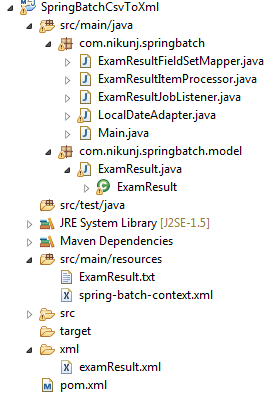 SpringBatchCsvToXml
src/main/java
com.nikunj.springbatch
ExamResultFieldSetMapper.java
ExamResultItemProcessor.java
ExamResultJobListener.java
LocalDateAdapter.java
Main.java
com.nikunj.springbatch.model
ExamResult.java
ExamResult
src/test/java
JRE System Library [J2SE-1.5]
Maven Dependencies
src/main/resources
ExamResult.txt
spring-batch-context.xml
src
target
xml
examResult.xml
pom.xml